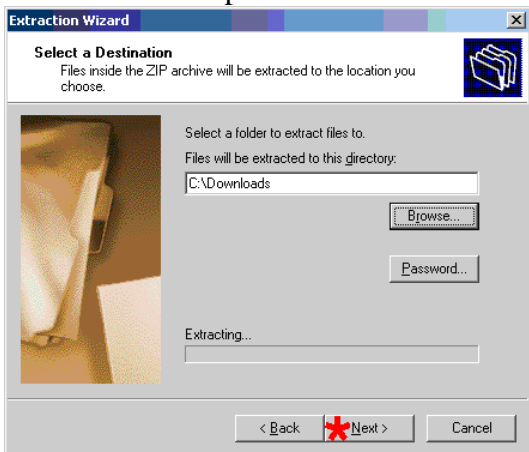 Extraction Wizard
Select a Destination
Files inside the ZIP archive will be extracted to the location you
choose.
Select a folder to extract files to.
Files will be extracted to this directory:
C:\Downloads
Browse...
Password...
Extracting...
< Back
Next >
Cancel